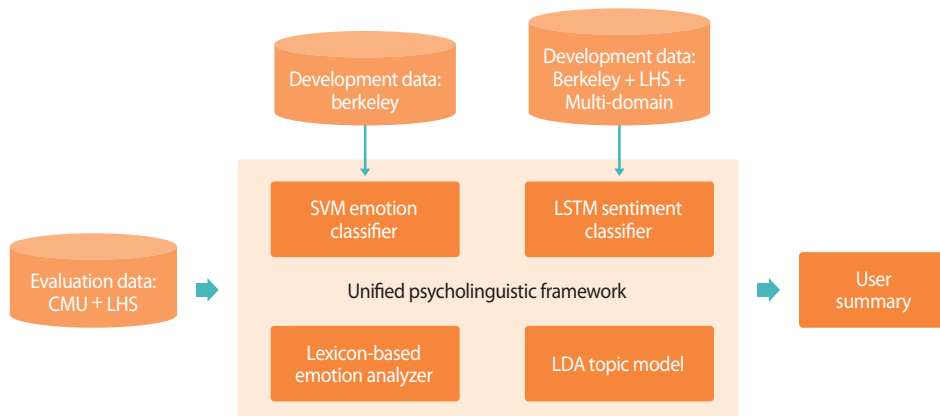 Development data:
berkeley
Development data:
Berkeley + LHS +
Multi-domain
SVM emotion
classifier
LSTM sentiment
classifier
Evaluation data:
CMU + LHS
Unified psycholinguistic framework
User
summary
Lexicon-based
emotion analyzer
LDA topic model